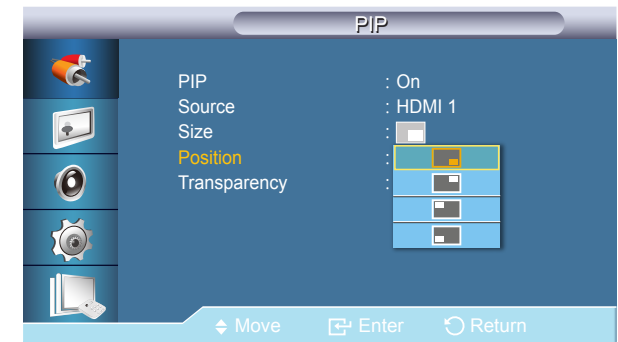 PIP
PIP : On
Source : HDMI 1
Size :
Position :
Transparency :
Move Enter Return